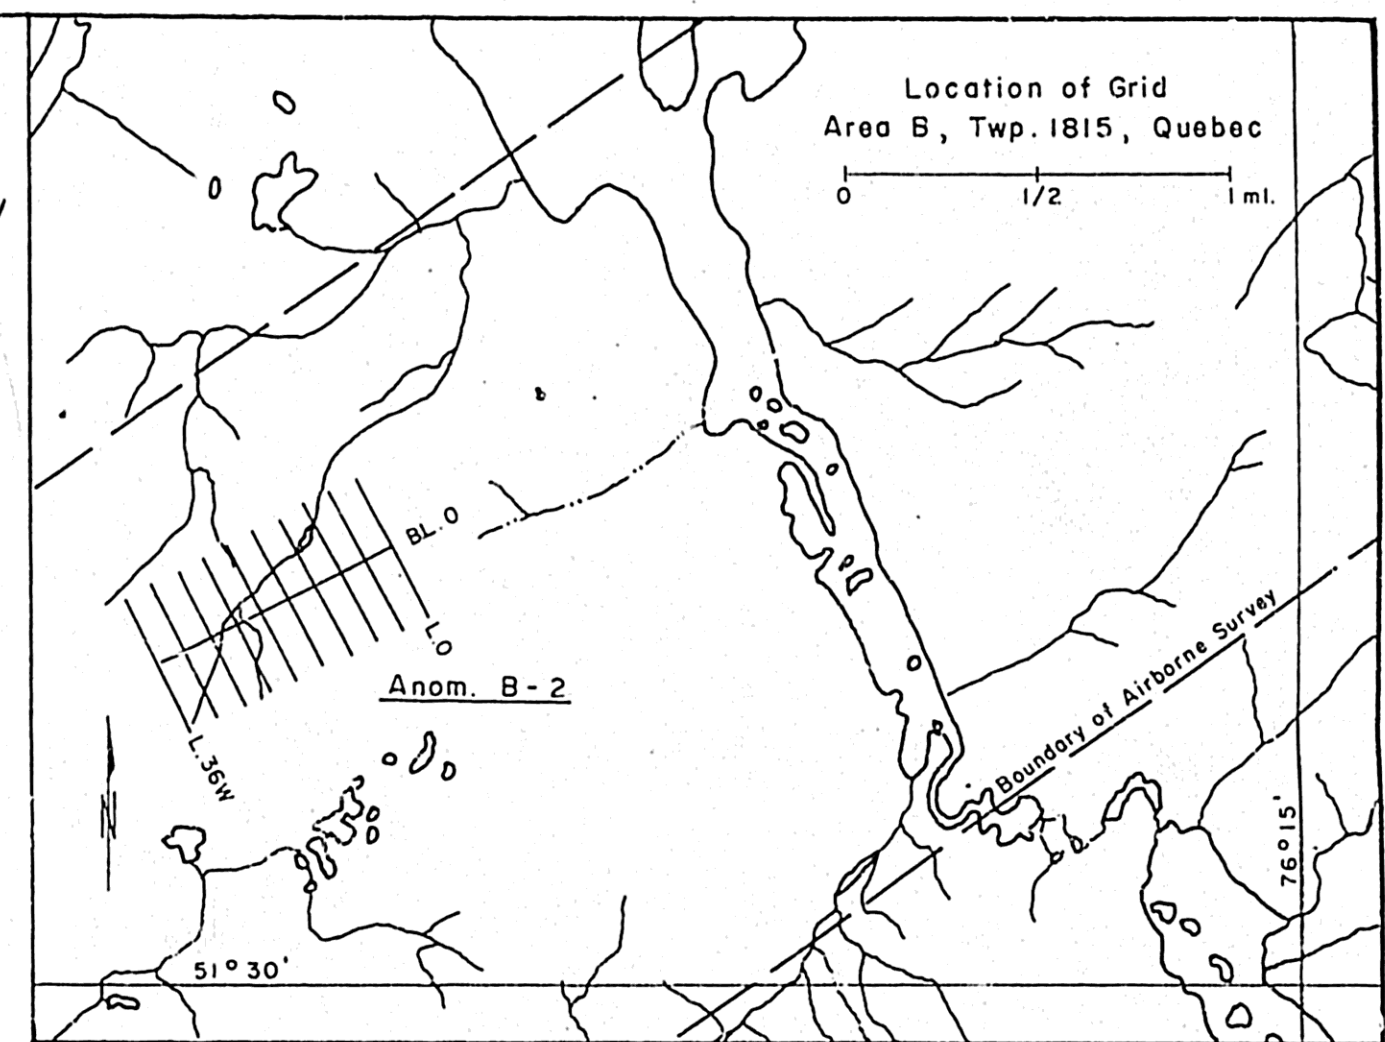 Location of Grid
Area B, Twp. 1815, Quebec
0 1/2 1 mi.
B.L. 0
L.0
Anom. B-2
L. 36W
N
Boundary of Airborne Survey
76°15'
51°30'